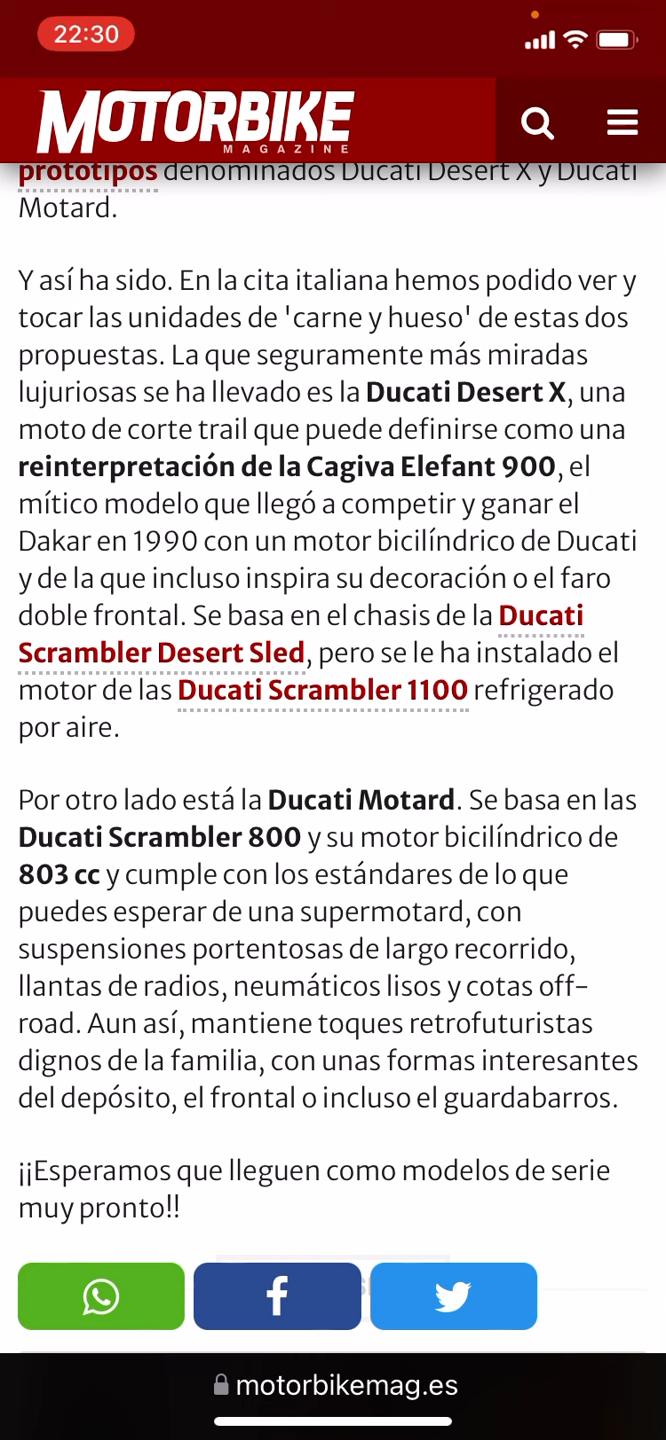 22:30
MOTORBIKE
MAGAZINE
prototipos denominados Ducati Desert X y Ducati
Motard.
Y así ha sido. En la cita italiana hemos podido ver y
tocar las unidades de 'carne y hueso' de estas dos
propuestas. La que seguramente más miradas
lujuriosas se ha llevado es la Ducati Desert X, una
moto de corte trail que puede definirse como una
reinterpretación de la Cagiva Elefant 900, el
mítico modelo que llegó a competir y ganar el
Dakar en 1990 con un motor bicilíndrico de Ducati
y de la que incluso inspira su decoración o el faro
doble frontal. Se basa en el chasis de la Ducati
Scrambler Desert Sled, pero se le ha instalado el
motor de las Ducati Scrambler 1100 refrigerado
por aire.
Por otro lado está la Ducati Motard. Se basa en las
Ducati Scrambler 800 y su motor bicilíndrico de
803 cc y cumple con los estándares de lo que
puedes esperar de una supermotard, con
suspensiones portentosas de largo recorrido,
llantas de radios, neumáticos lisos y cotas off-
road. Aun así, mantiene toques retrofuturistas
dignos de la familia, con unas formas interesantes
del depósito, el frontal o incluso el guardabarros.
¡¡Esperamos que lleguen como modelos de serie
muy pronto!!
motorbikemag.es